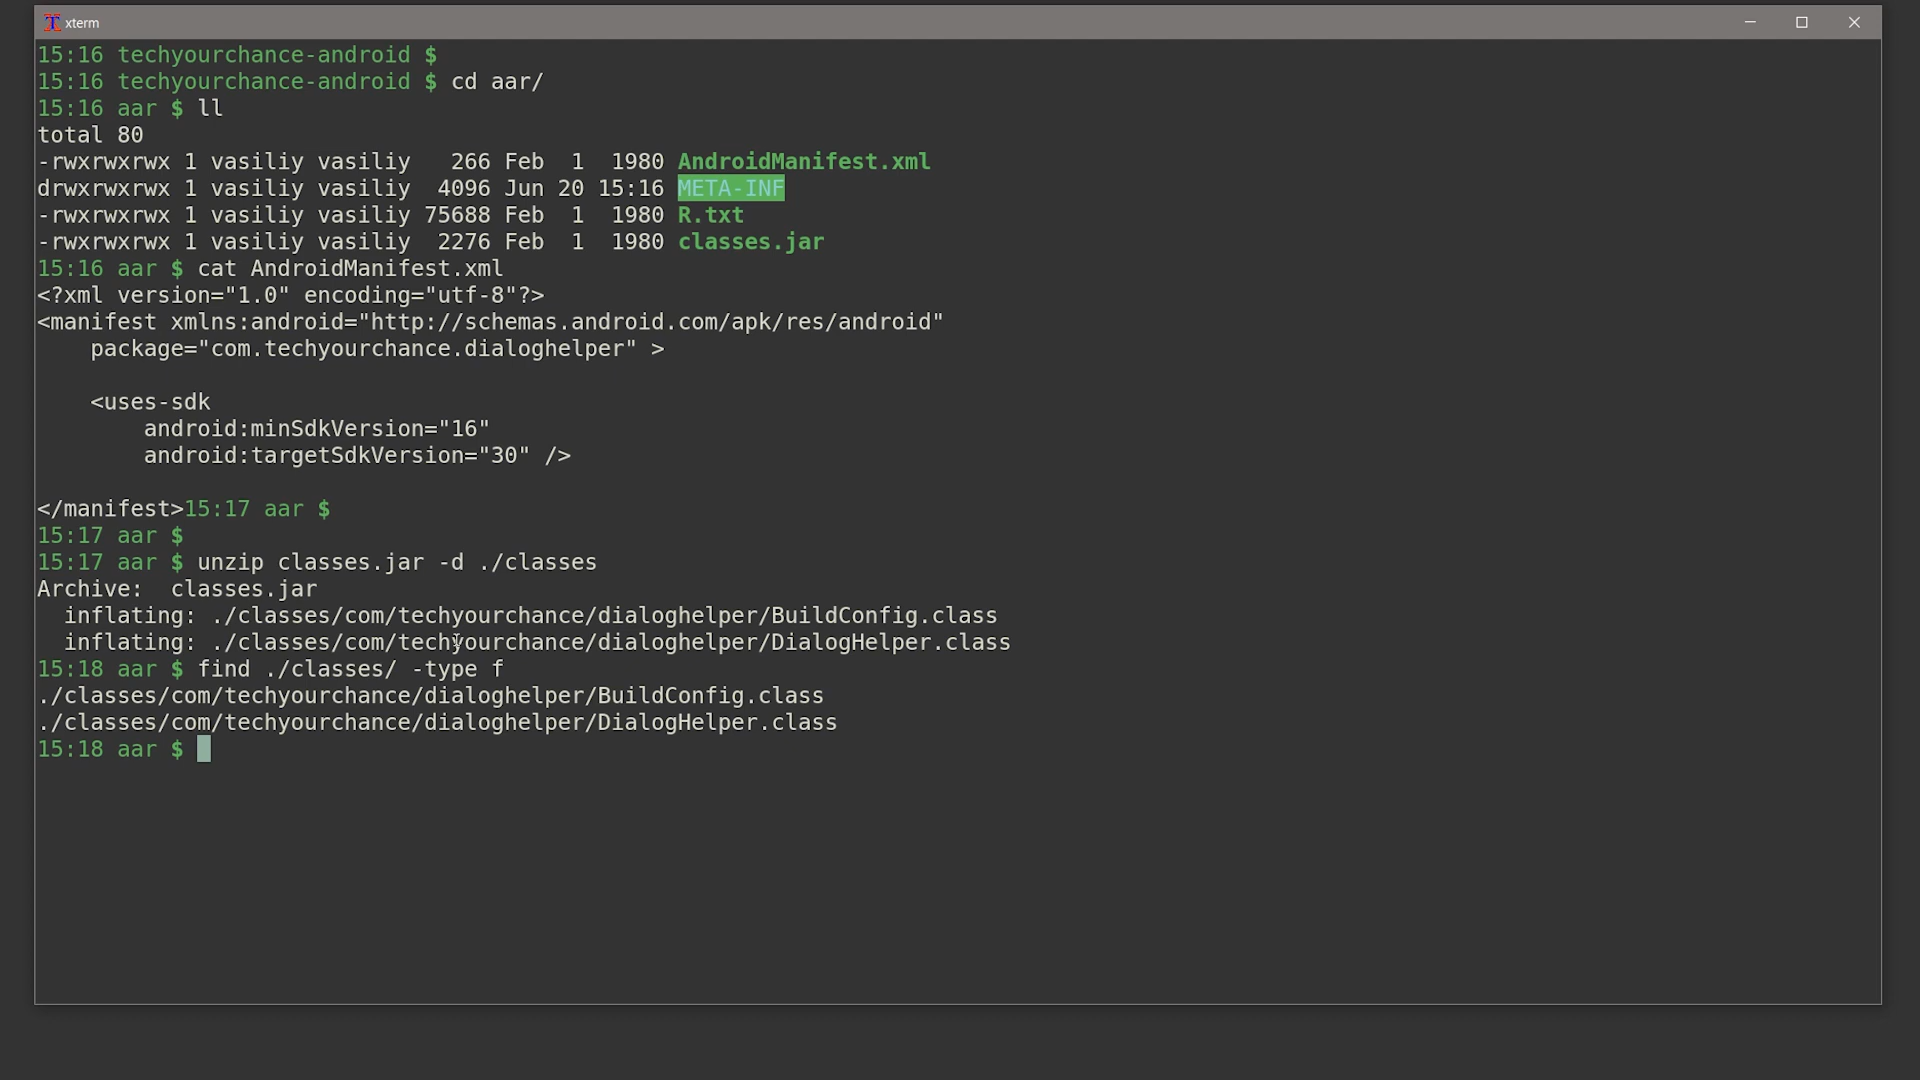 xterm
15:16 techyourchance-android $
15:16 techyourchance-android $ cd aar/
15:16 aar $ ll
total 80
-rwxrwxrwx 1 vasiliy vasiliy   266 Feb  1  1980 AndroidManifest.xml
drwxrwxrwx 1 vasiliy vasiliy  4096 Jun 20 15:16 META-INF
-rwxrwxrwx 1 vasiliy vasiliy 75688 Feb  1  1980 R.txt
-rwxrwxrwx 1 vasiliy vasiliy  2276 Feb  1  1980 classes.jar
15:16 aar $ cat AndroidManifest.xml
<?xml version="1.0" encoding="utf-8"?>
<manifest xmlns:android="http://schemas.android.com/apk/res/android"
    package="com.techyourchance.dialoghelper" >

    <uses-sdk
        android:minSdkVersion="16"
        android:targetSdkVersion="30" />

</manifest>15:17 aar $
15:17 aar $
15:17 aar $ unzip classes.jar -d ./classes
Archive:  classes.jar
  inflating: ./classes/com/techyourchance/dialoghelper/BuildConfig.class
  inflating: ./classes/com/techyourchance/dialoghelper/DialogHelper.class
15:18 aar $ find ./classes/ -type f
./classes/com/techyourchance/dialoghelper/BuildConfig.class
./classes/com/techyourchance/dialoghelper/DialogHelper.class
15:18 aar $